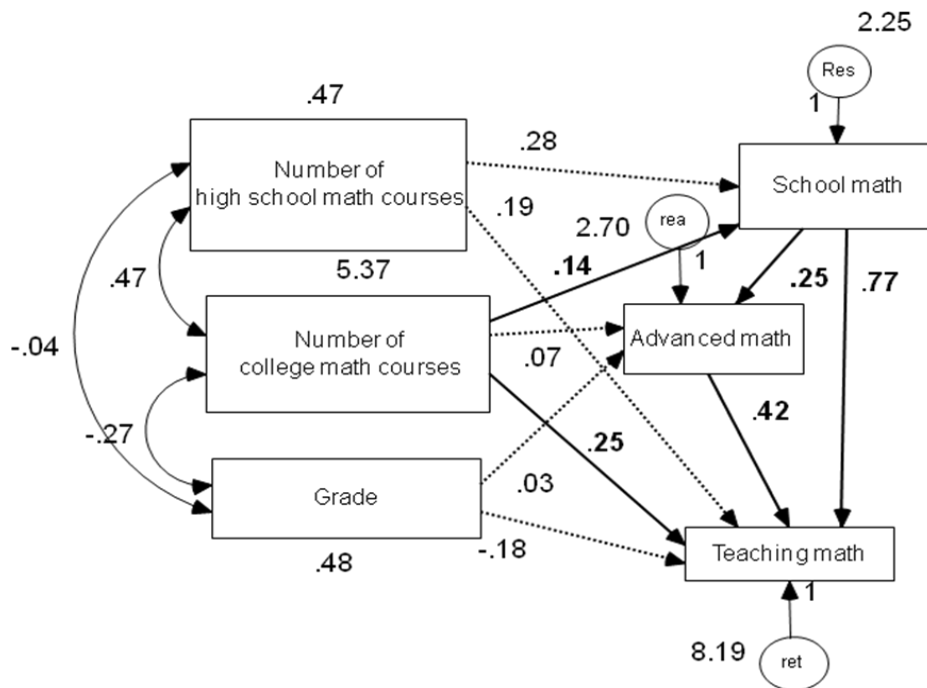 2.25
Res
1
.47
Number of
high school math courses
.28
School math
.19
rea
2.70
1
5.37
.14
.25
.77
.47
Number of
college math courses
Advanced math
.07
-.04
.42
-.27
.25
Grade
.03
-.18
.48
Teaching math
1
8.19
ret